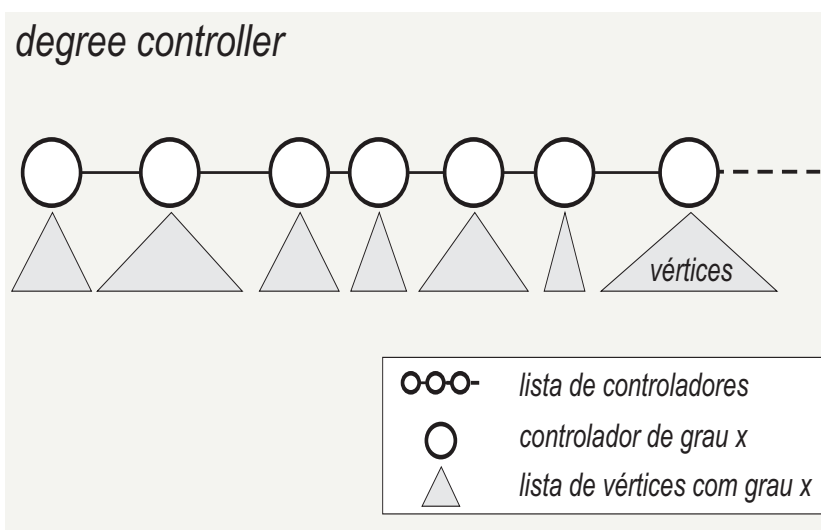 degree controller
vértices
lista de controladores
controlador de grau x
lista de vértices com grau x